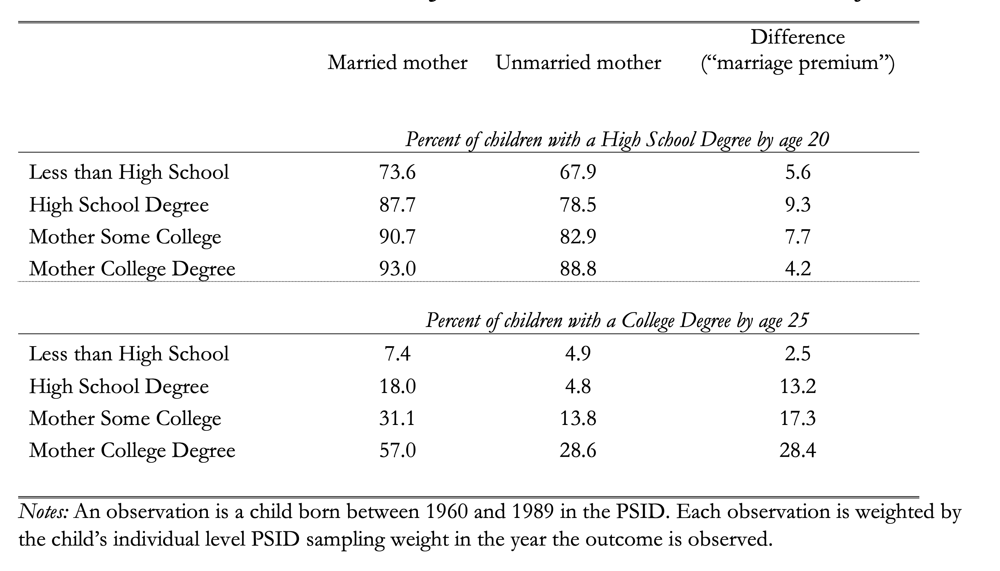 Difference
Married mother Unmarried mother (“marriage premium”)
Percent of children with a High School Degree by age 20
Less than High School 73.6 67.9 5.6
High School Degree 87.7 78.5 9.3
Mother Some College 90.7 82.9 7.7
Mother College Degree 93.0 88.8 4.2
Percent of children with a College Degree by age 25
Less than High School 7.4 4.9 2.5
High School Degree 18.0 4.8 13.2
Mother Some College 31.1 13.8 17.3
Mother College Degree 57.0 28.6 28.4
Notes: An observation is a child born between 1960 and 1989 in the PSID. Each observation is weighted by
the child’s individual level PSID sampling weight in the year the outcome is observed.